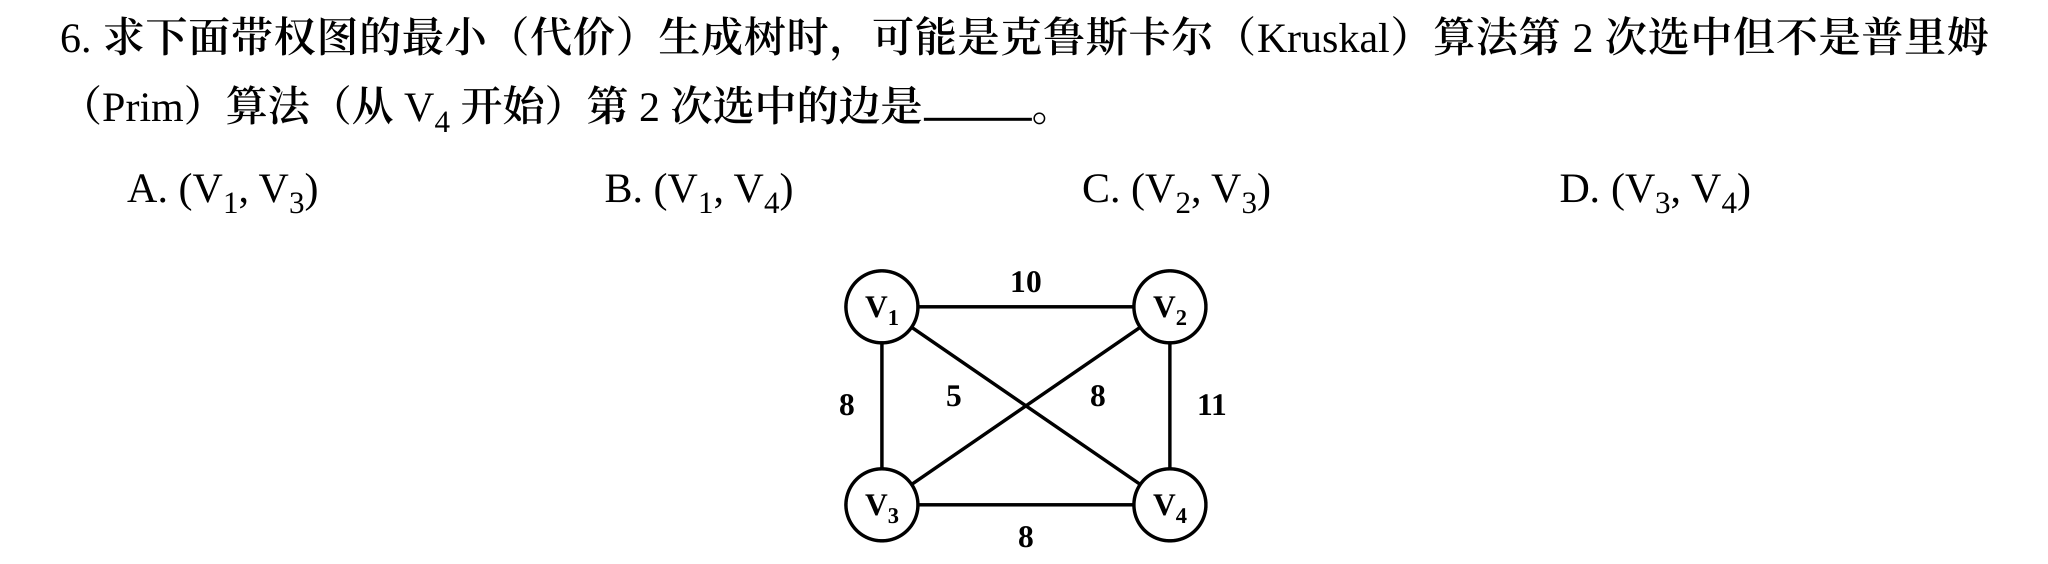 6. 求下面带权图的最小（代价）生成树时，可能是克鲁斯卡尔（Kruskal）算法第 2 次选中但不是普里姆
（Prim）算法（从 V4 开始）第 2 次选中的边是_____。
A. (V1, V3) B. (V1, V4) C. (V2, V3) D. (V3, V4)
10
V1 V2
8 5 8 11
V3 V4
8